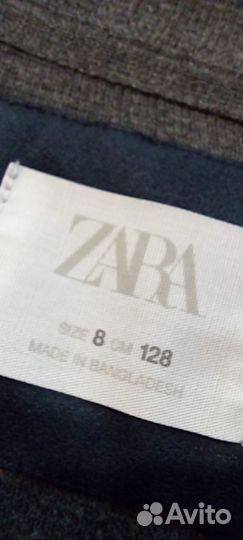 ZARA
SIZE 8 CM 128
MADE IN BANGLADESH
Avito